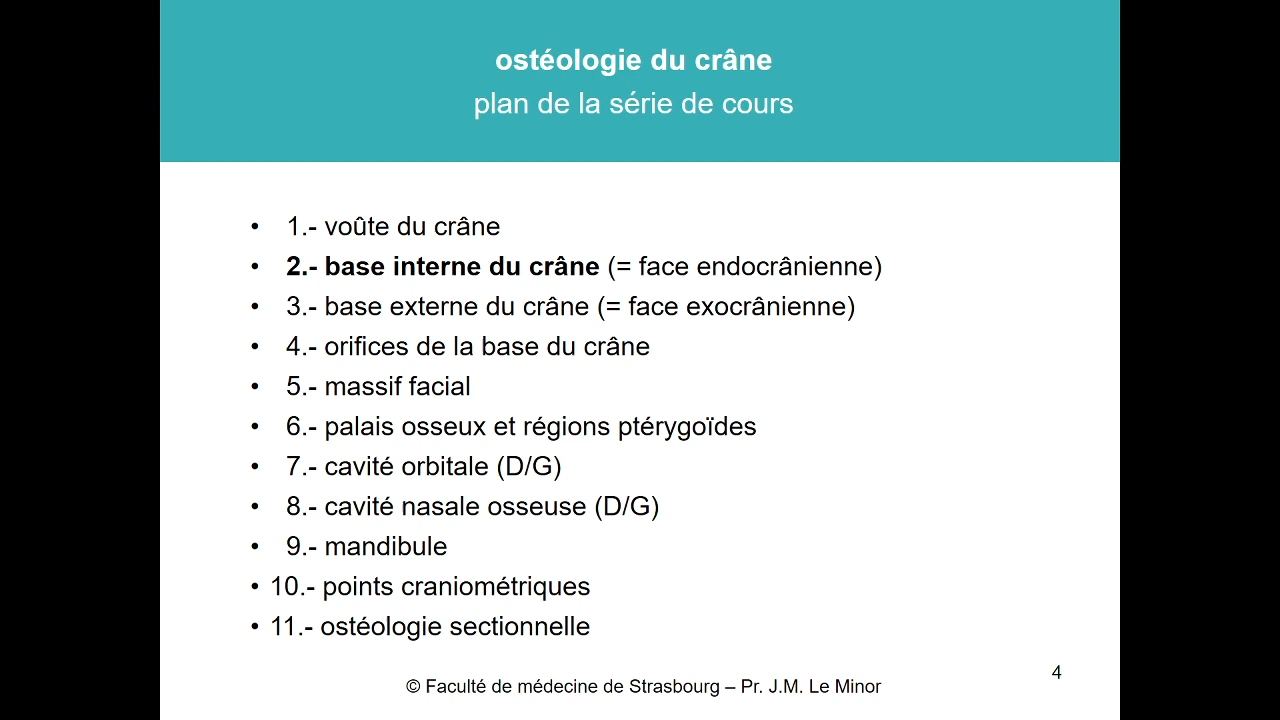 ostéologie du crâne
plan de la série de cours
• 1.- voûte du crâne
• 2.- base interne du crâne (= face endocrânienne)
• 3.- base externe du crâne (= face exocrânienne)
• 4.- orifices de la base du crâne
• 5.- massif facial
• 6.- palais osseux et régions ptérygoïdes
• 7.- cavité orbitale (D/G)
• 8.- cavité nasale osseuse (D/G)
• 9.- mandibule
• 10.- points craniométriques
• 11.- ostéologie sectionnelle
4
© Faculté de médecine de Strasbourg – Pr. J.M. Le Minor